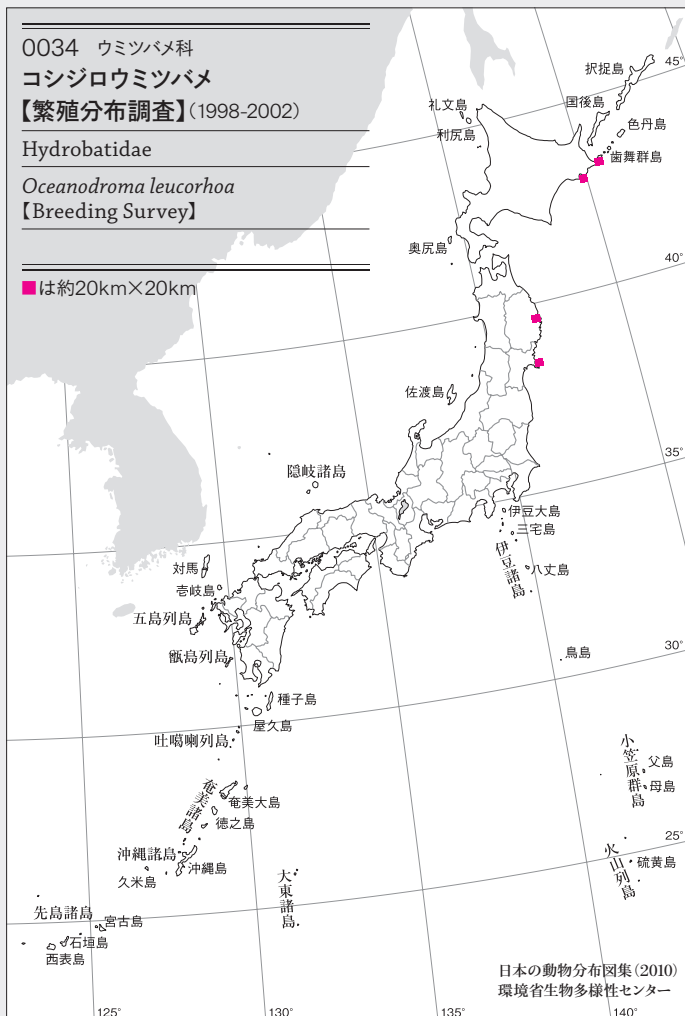 0034 ウミツバメ科
コシジロウミツバメ
【繁殖分布調査】(1998-2002)
Hydrobatidae
Oceanodroma leucorhoa
【Breeding Survey】
■は約20km×20km
45°
択捉島
国後島
礼文島
色丹島
利尻島
歯舞群島
奥尻島
40°
佐渡島
35°
隠岐諸島
伊豆大島
三宅島
伊豆諸島
八丈島
対馬
壱岐島
五島列島
鳥島
30°
甑島列島
種子島
屋久島
吐噶喇列島
小笠原群島
父島
母島
奄美諸島
奄美大島
徳之島
25°
沖縄諸島
沖縄島
火山列島
硫黄島
久米島
大東諸島
先島諸島
宮古島
石垣島
西表島
日本の動物分布図集(2010)
環境省生物多様性センター
125°
130°
135°
140°